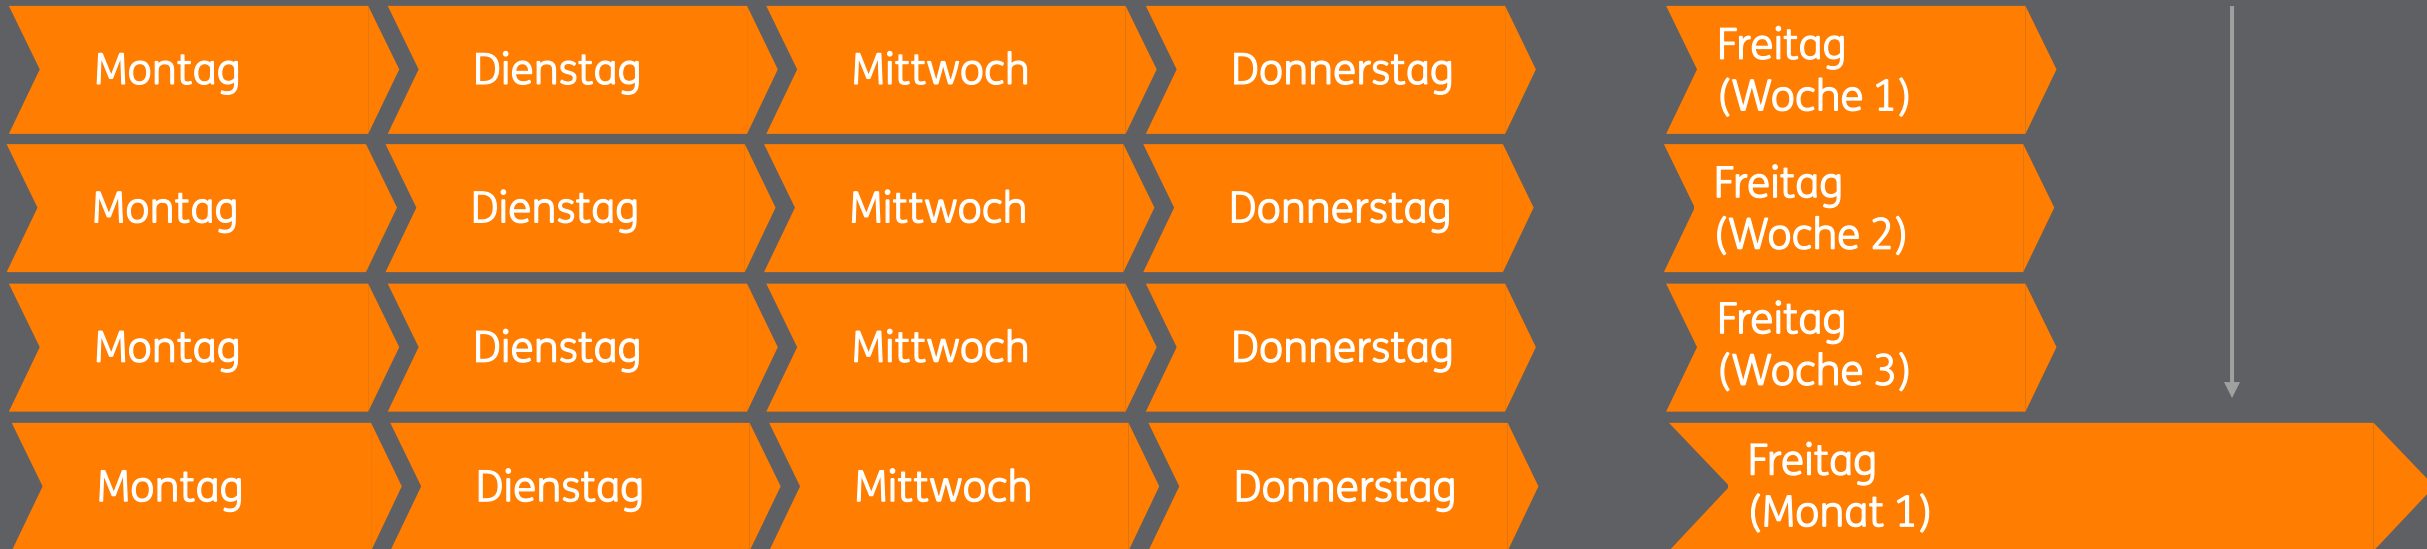 Montag
Dienstag
Mittwoch
Donnerstag
Freitag
(Woche 1)
Montag
Dienstag
Mittwoch
Donnerstag
Freitag
(Woche 2)
Montag
Dienstag
Mittwoch
Donnerstag
Freitag
(Woche 3)
Montag
Dienstag
Mittwoch
Donnerstag
Freitag
(Monat 1)